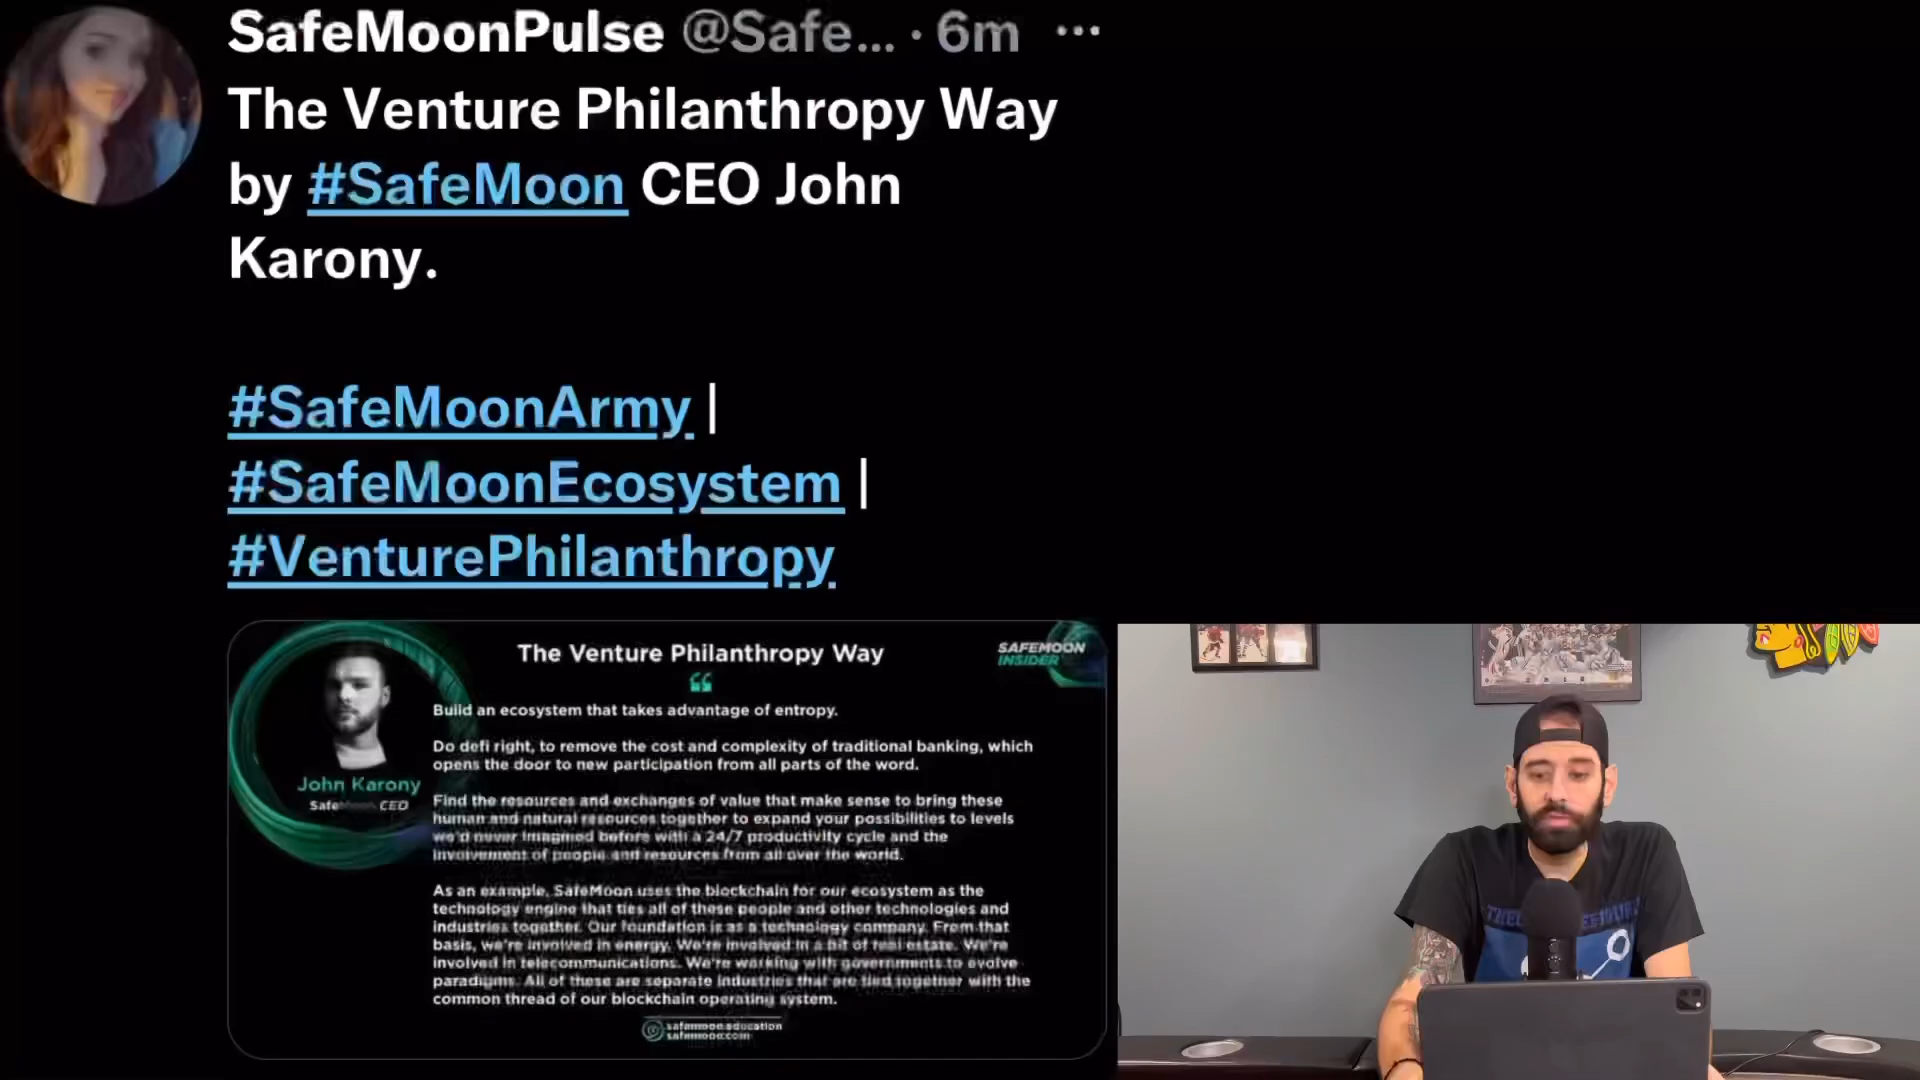 SafeMoonPulse @Safe... · 6m ...
The Venture Philanthropy Way
by #SafeMoon CEO John
Karony.
#SafeMoonArmy |
#SafeMoonEcosystem |
#VenturePhilanthropy
The Venture Philanthropy Way
SAFEMOON
INSIDER
Build an ecosystem that takes advantage of entropy.
Do defi right, to remove the cost and complexity of traditional banking, which
opens the door to new participation from all parts of the word.
John Karony
Safe CEO
Find the resources and exchanges of value that make sense to bring these
human and natural resources together to expand your possibilities to levels
we'd never imagined before with a 24/7 productivity cycle and the
involvement of people and resources from all over the world.
As an example, SafeMoon uses the blockchain for our ecosystem as the
technology engine that ties all of these people and other technologies and
industries together. Our foundation is as a technology company. From that
basis, we're involved in energy. We're involved in a bit of real estate. We're
involved in telecommunications. We're working with governments to evolve
paradigms. All of these are separate industries that are tied together with the
common thread of our blockchain operating system.
safemoon.education
safemoon.com